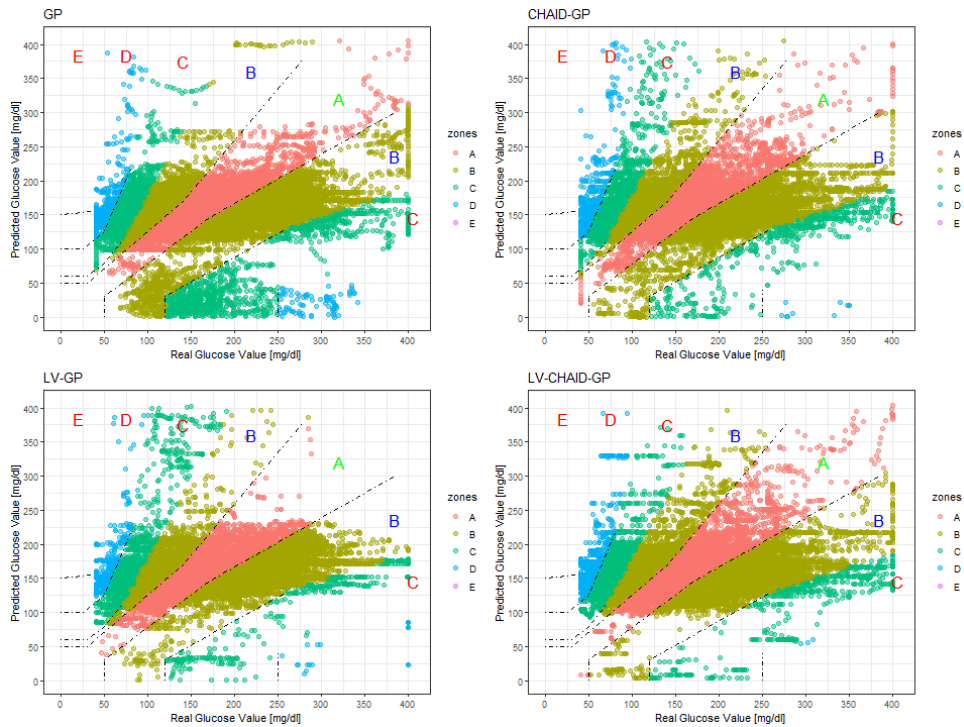 GP
CHAID-GP
E D C B A B C
E D C B A B C
400
350
300
250
200
150
100
50
0
400
350
300
250
200
150
100
50
0
Predicted Glucose Value [mg/dl]
Predicted Glucose Value [mg/dl]
zones
A
B
C
D
E
zones
A
B
C
D
E
0 50 100 150 200 250 300 350 400
0 50 100 150 200 250 300 350 400
Real Glucose Value [mg/dl]
Real Glucose Value [mg/dl]
LV-GP
LV-CHAID-GP
E D C B A B C
E D C B A B C
400
350
300
250
200
150
100
50
0
400
350
300
250
200
150
100
50
0
Predicted Glucose Value [mg/dl]
Predicted Glucose Value [mg/dl]
zones
A
B
C
D
E
zones
A
B
C
D
E
0 50 100 150 200 250 300 350 400
0 50 100 150 200 250 300 350 400
Real Glucose Value [mg/dl]
Real Glucose Value [mg/dl]